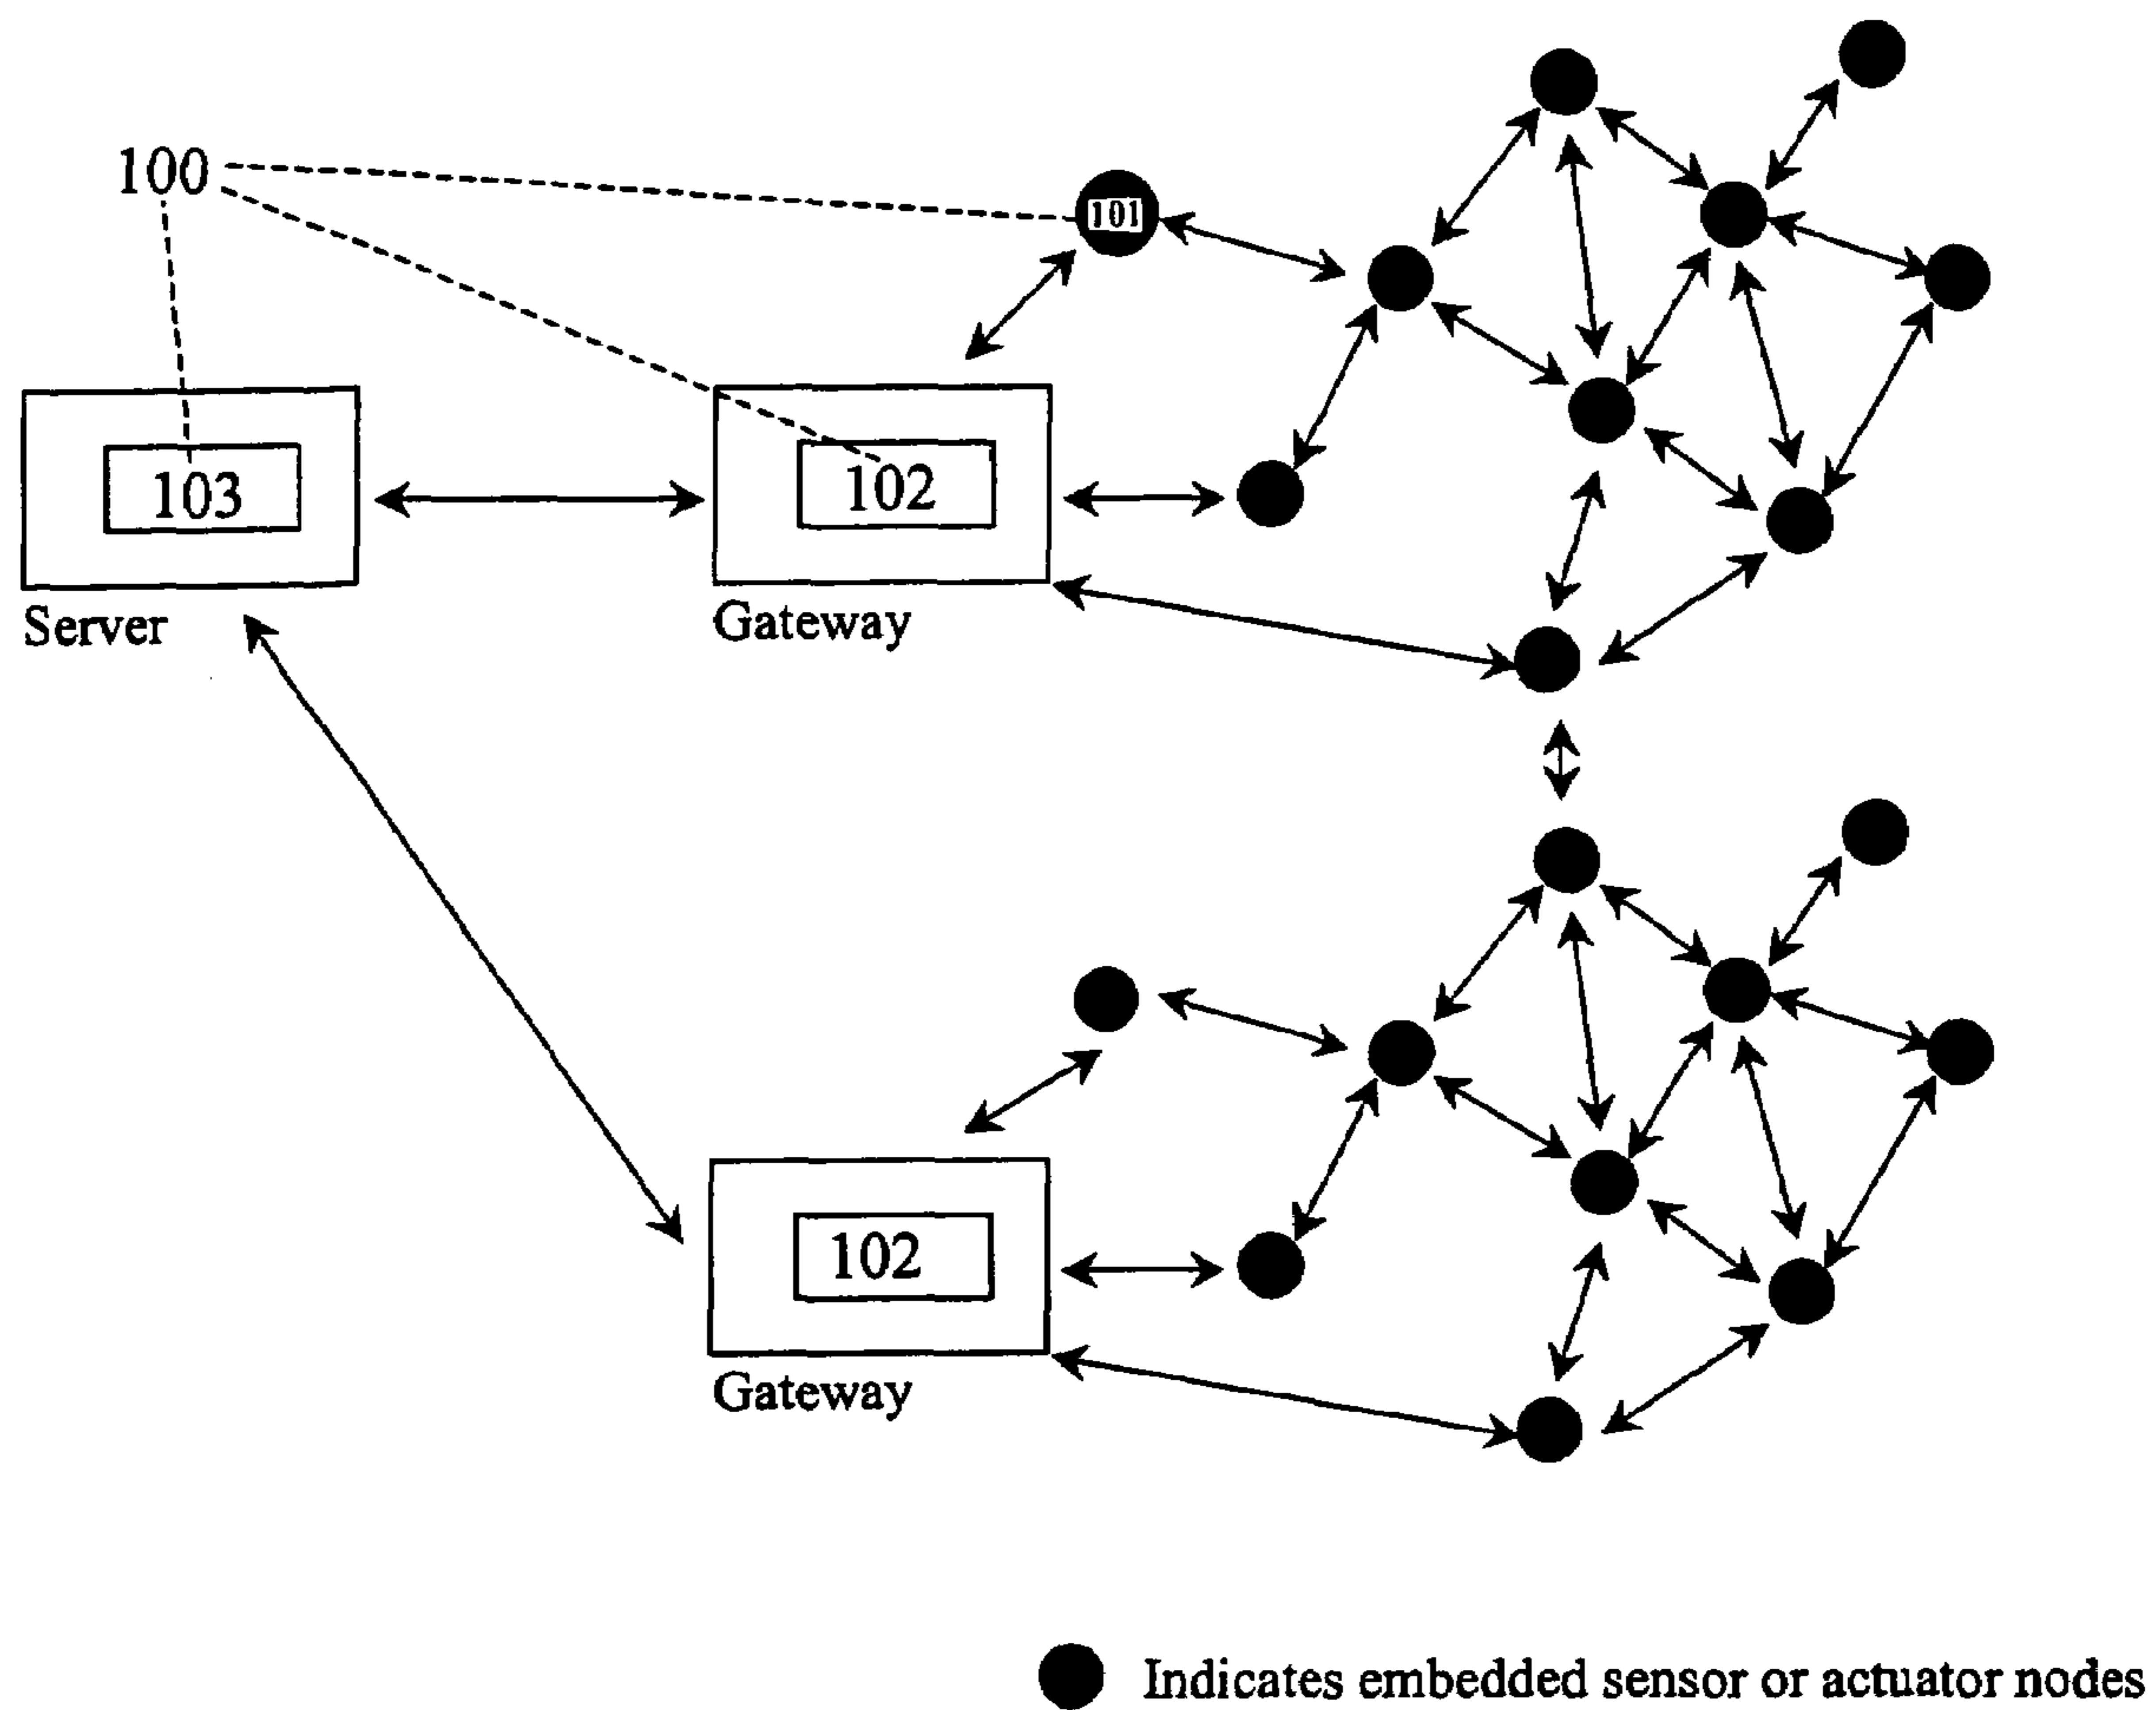 100
101
103
102
Server
Gateway
102
Gateway
Indicates embedded sensor or actuator nodes